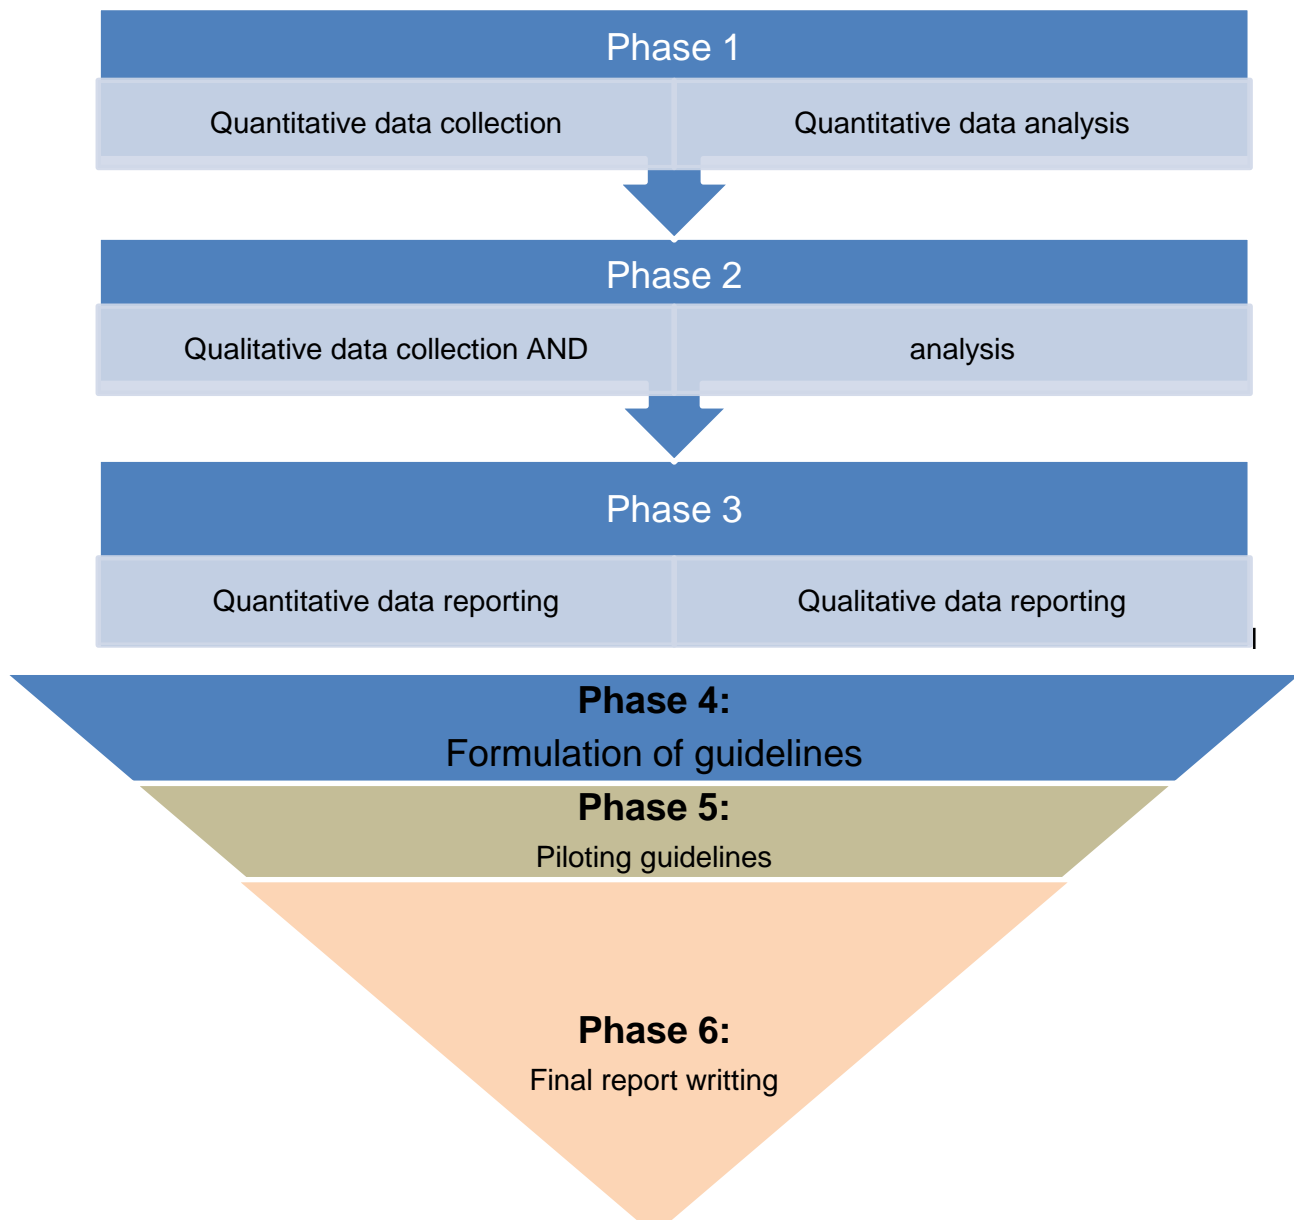 Phase 1
Quantitative data collection
Quantitative data analysis
Phase 2
Qualitative data collection AND
analysis
Phase 3
Quantitative data reporting
Qualitative data reporting
Phase 4:
Formulation of guidelines
Phase 5:
Piloting guidelines
Phase 6:
Final report writting